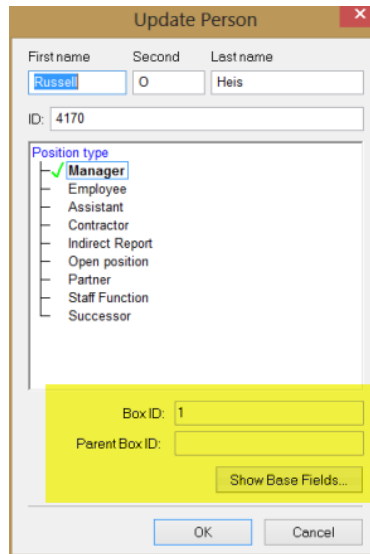 Update Person
First name Second Last name
Russell O Heis
ID: 4170
Position type
Manager
Employee
Assistant
Contractor
Indirect Report
Open position
Partner
Staff Function
Successor
Box ID: 1
Parent Box ID:
Show Base Fields...
OK Cancel